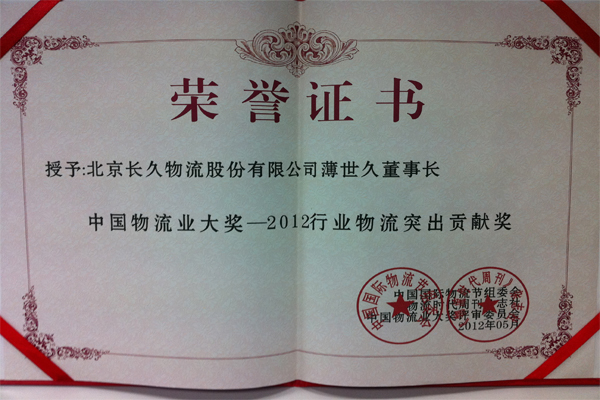 荣誉证书
授予:北京长久物流股份有限公司薄世久董事长
中国物流业大奖—2012行业物流突出贡献奖
中国国际物流节组委会
物流时代周刊杂志社
中国物流业大奖评审委员会
2012年05月